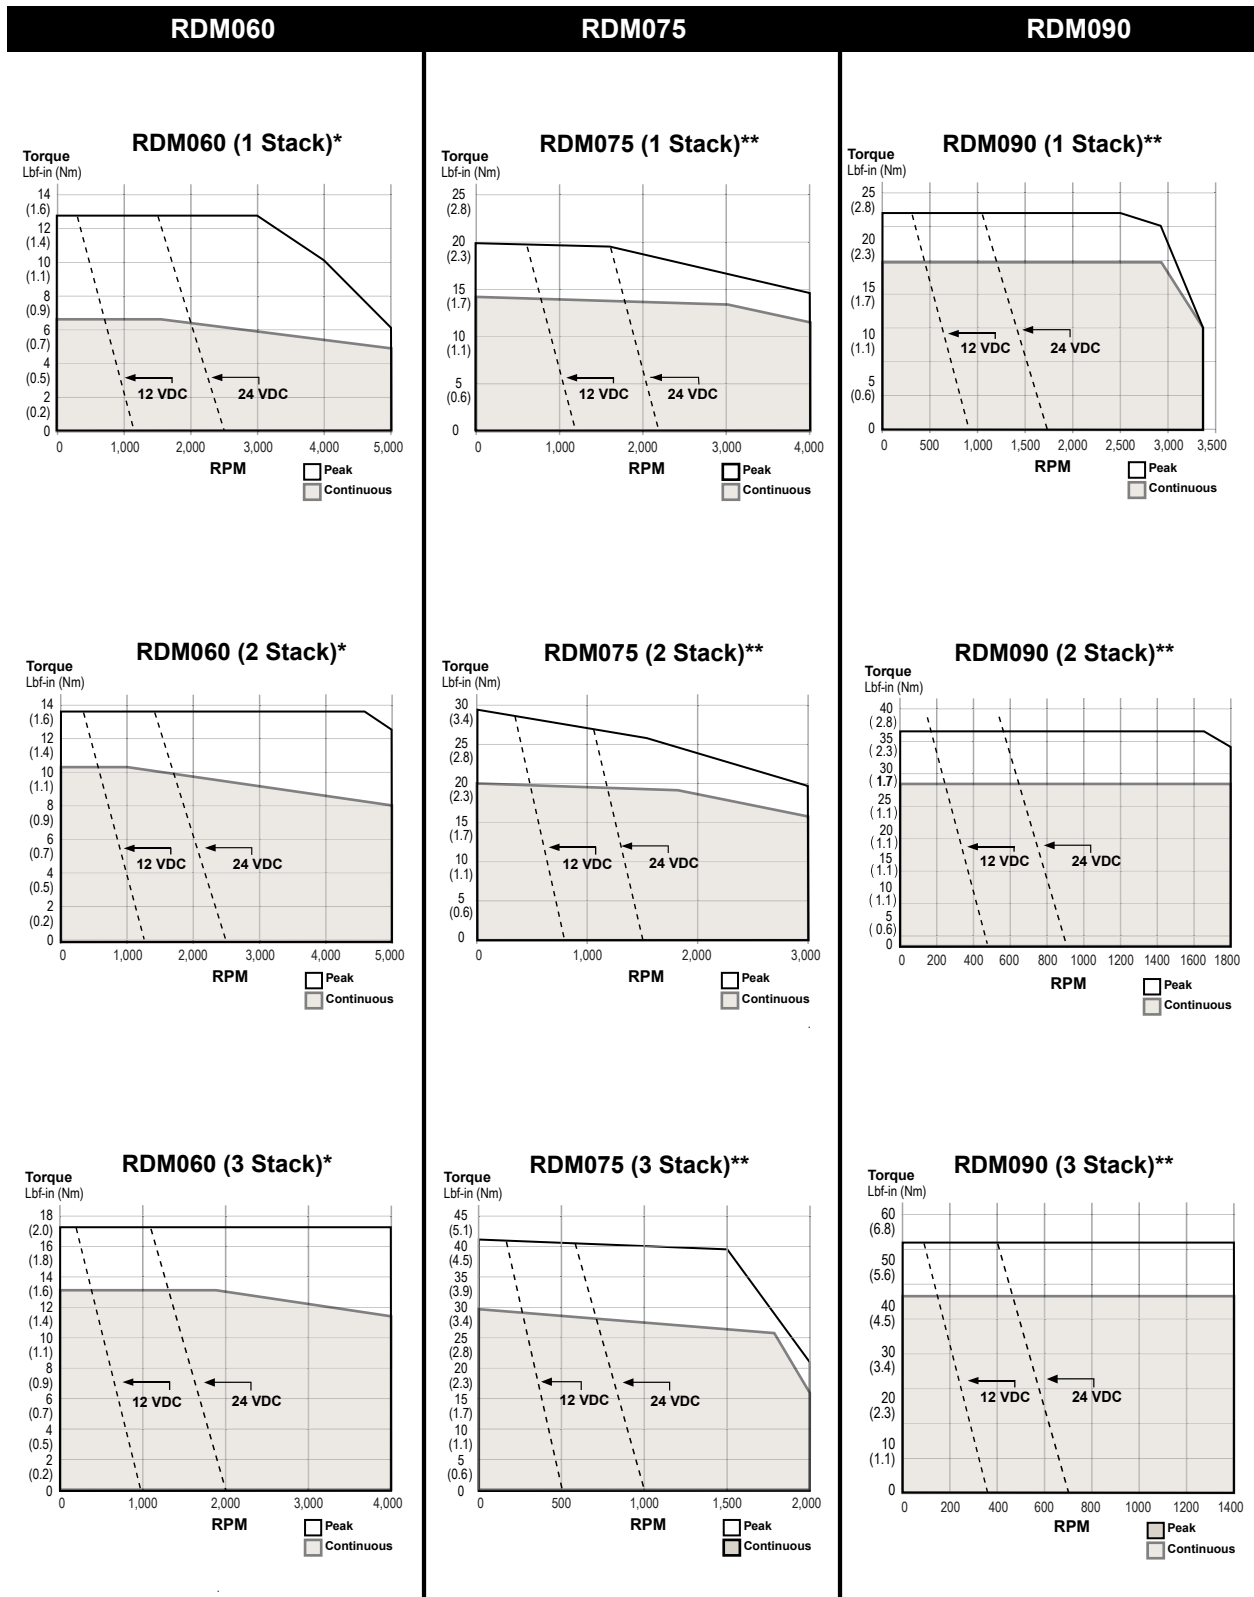 RDM060
RDM075
RDM090
RDM060 (1 Stack)*
Torque
Lbf-in (Nm)
14
(1.6)
12
(1.4)
10
(1.1)
8
(0.9)
6
(0.7)
4
(0.5)
2
(0.2)
0
12 VDC
24 VDC
0 1,000 2,000 3,000 4,000 5,000
RPM
Peak
Continuous
RDM075 (1 Stack)**
Torque
Lbf-in (Nm)
25
(2.8)
20
(2.3)
15
(1.7)
10
(1.1)
5
(0.6)
0
12 VDC
24 VDC
0 1,000 2,000 3,000 4,000
RPM
Peak
Continuous
RDM090 (1 Stack)**
Torque
Lbf-in (Nm)
25
(2.8)
20
(2.3)
15
(1.7)
10
(1.1)
5
(0.6)
0
12 VDC
24 VDC
0 500 1,000 1,500 2,000 2,500 3,000 3,500
RPM
Peak
Continuous
RDM060 (2 Stack)*
Torque
Lbf-in (Nm)
14
(1.6)
12
(1.4)
10
(1.1)
8
(0.9)
6
(0.7)
4
(0.5)
2
(0.2)
0
12 VDC
24 VDC
0 1,000 2,000 3,000 4,000 5,000
RPM
Peak
Continuous
RDM075 (2 Stack)**
Torque
Lbf-in (Nm)
30
(3.4)
25
(2.8)
20
(2.3)
15
(1.7)
10
(1.1)
5
(0.6)
0
12 VDC
24 VDC
0 1,000 2,000 3,000
RPM
Peak
Continuous
RDM090 (2 Stack)**
Torque
Lbf-in (Nm)
40
( 2.8)
35
( 2.3)
30
( 1.7)
25
( 1.1)
20
( 1.1)
15
( 1.1)
10
( 1.1)
5
( 0.6)
0
12 VDC
24 VDC
0 200 400 600 800 1000 1200 1400 1600 1800
RPM
Peak
Continuous
RDM060 (3 Stack)*
Torque
Lbf-in (Nm)
18
(2.0)
16
(1.8)
14
(1.6)
12
(1.4)
10
(1.1)
8
(0.9)
6
(0.7)
4
(0.5)
2
(0.2)
0
12 VDC
24 VDC
0 1,000 2,000 3,000 4,000
RPM
Peak
Continuous
RDM075 (3 Stack)**
Torque
Lbf-in (Nm)
45
(5.1)
40
(4.5)
35
(3.9)
30
(3.4)
25
(2.8)
20
(2.3)
15
(1.7)
10
(1.1)
5
(0.6)
0
12 VDC
24 VDC
0 500 1,000 1,500 2,000
RPM
Peak
Continuous
RDM090 (3 Stack)**
Torque
Lbf-in (Nm)
60
(6.8)
50
(5.6)
40
(4.5)
30
(3.4)
20
(2.3)
10
(1.1)
0
12 VDC
24 VDC
0 200 400 600 800 1000 1200 1400
RPM
Peak
Continuous